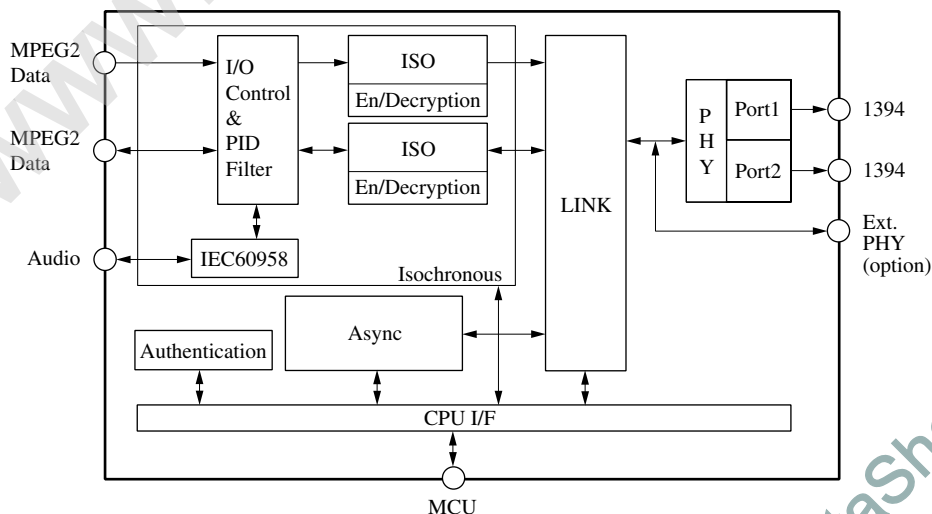 MPEG2
Data
MPEG2
Data
Audio
I/O
Control
&
PID
Filter
ISO
En/Decryption
ISO
En/Decryption
IEC60958
Isochronous
LINK
P
H
Y
Port1
Port2
1394
1394
Ext.
PHY
(option)
Async
Authentication
CPU I/F
MCU